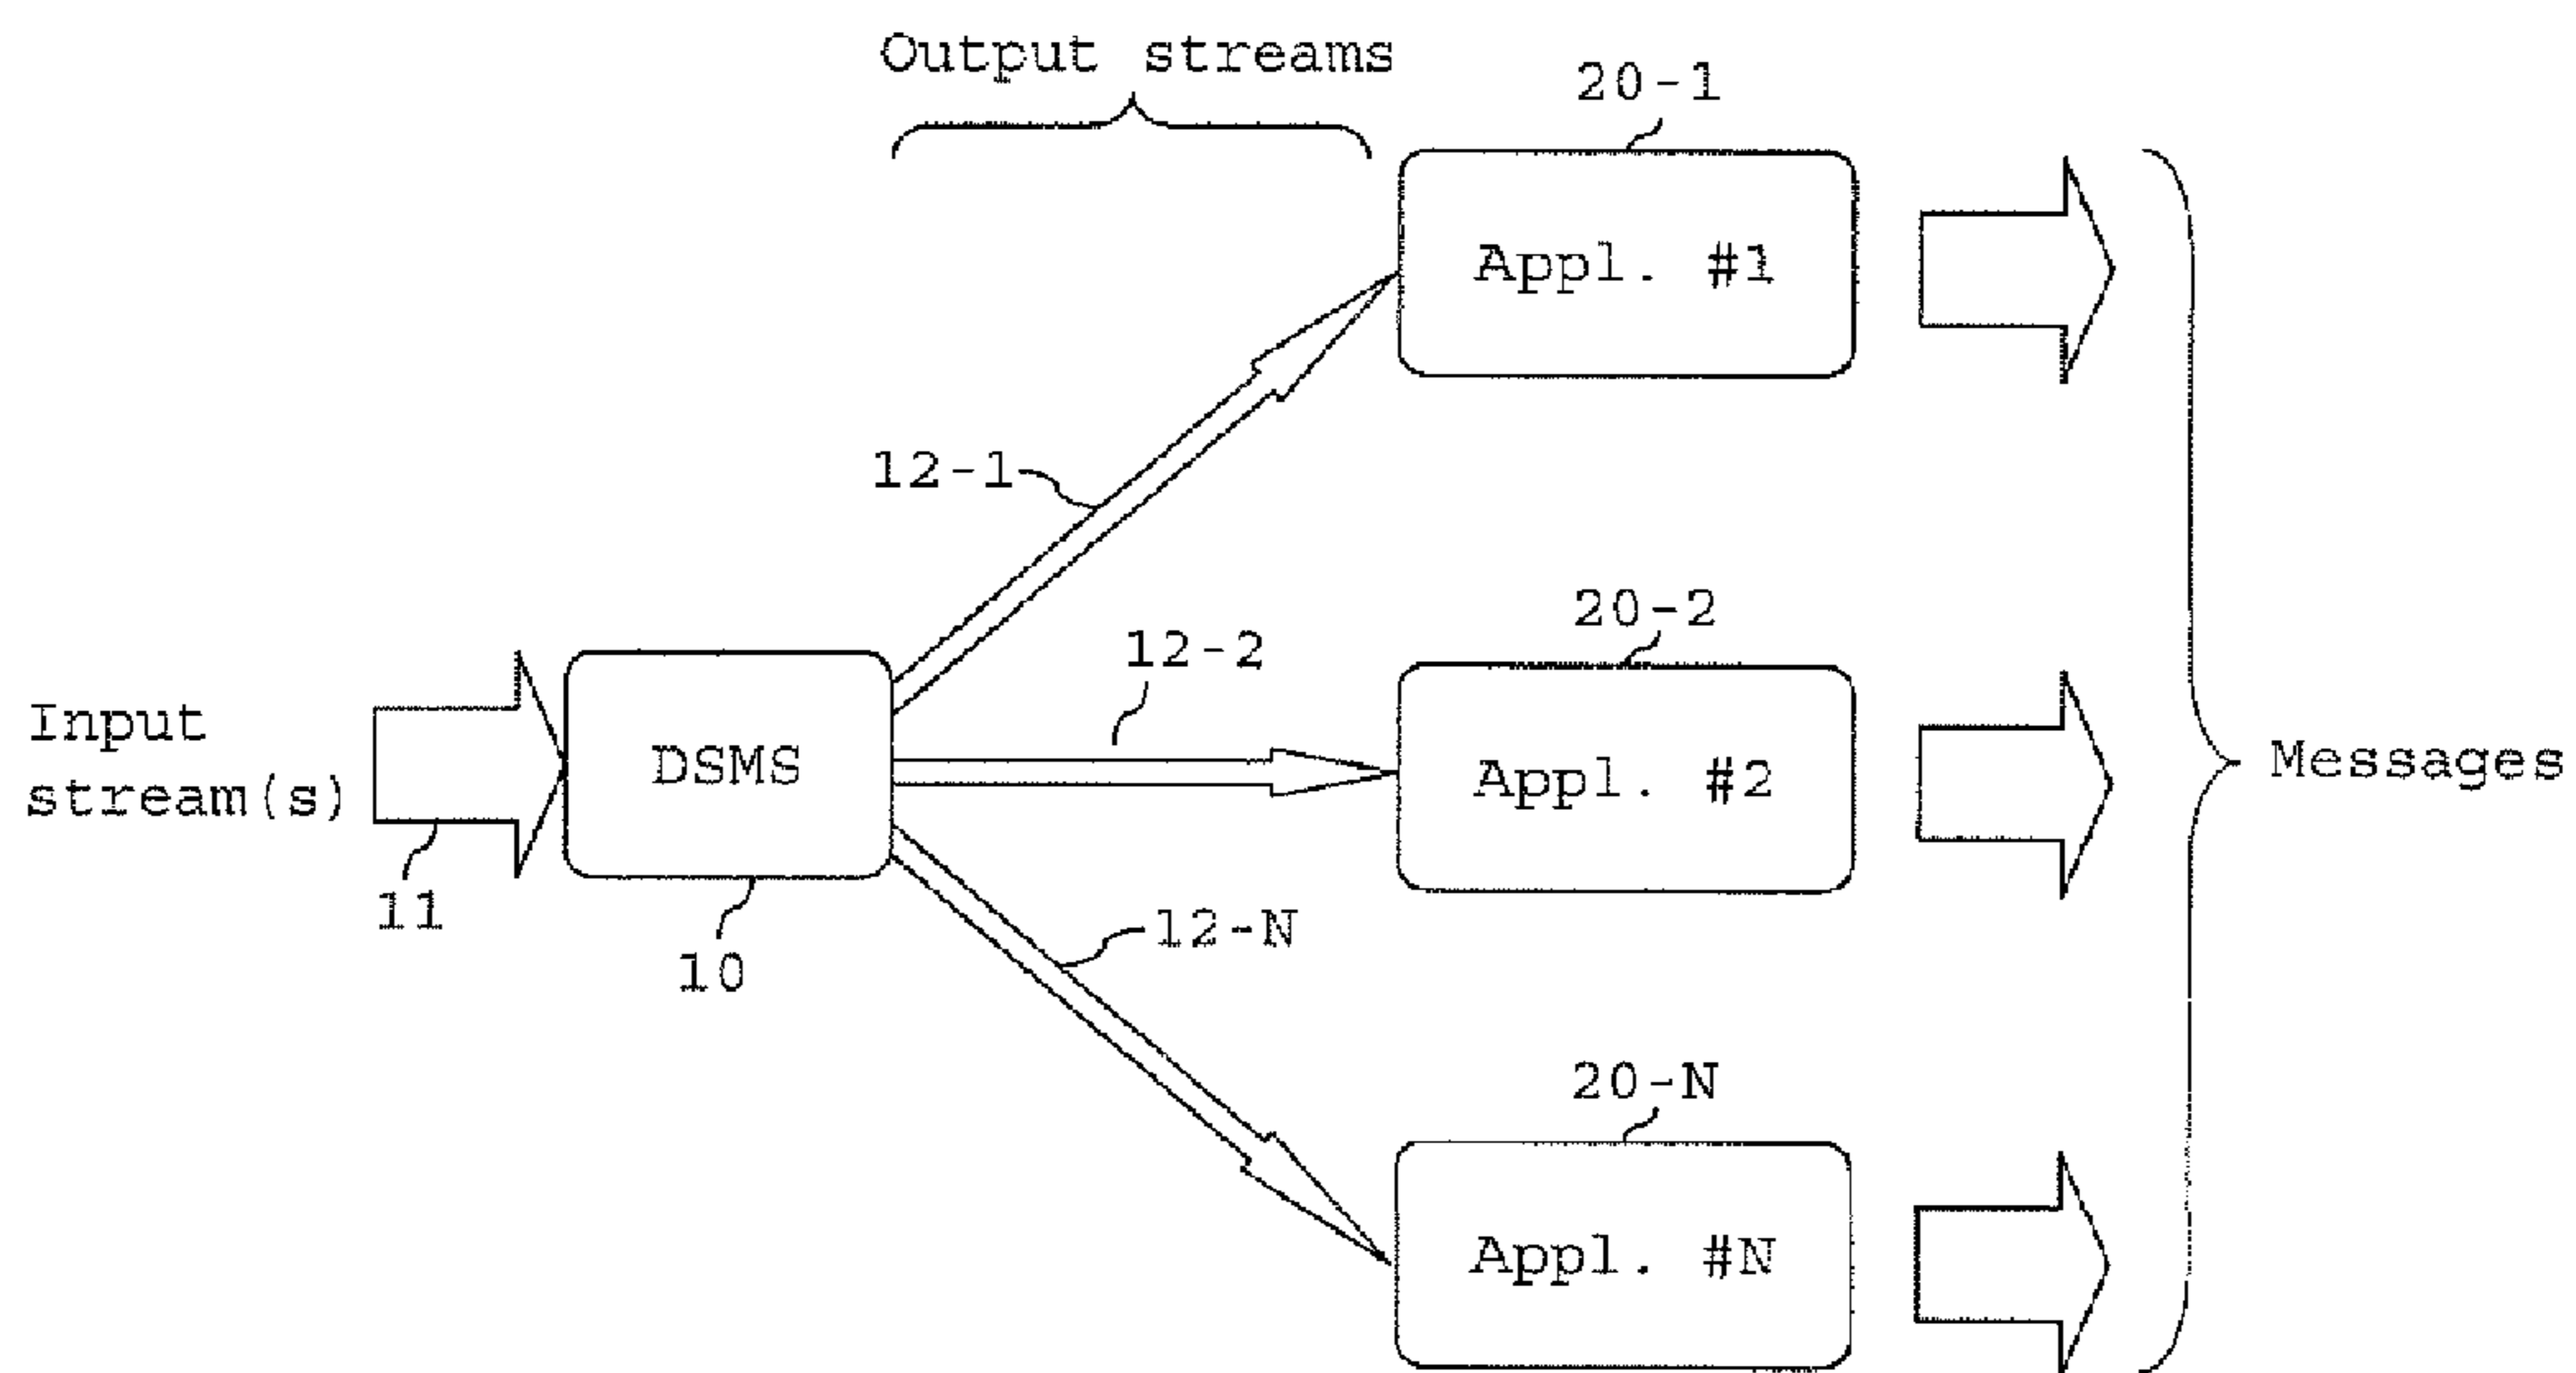 Output streams
20-1
Appl. #1
12-1
20-2
12-2
Input
stream(s)
DSMS
Appl. #2
Messages
11
12-N
10
20-N
Appl. #N